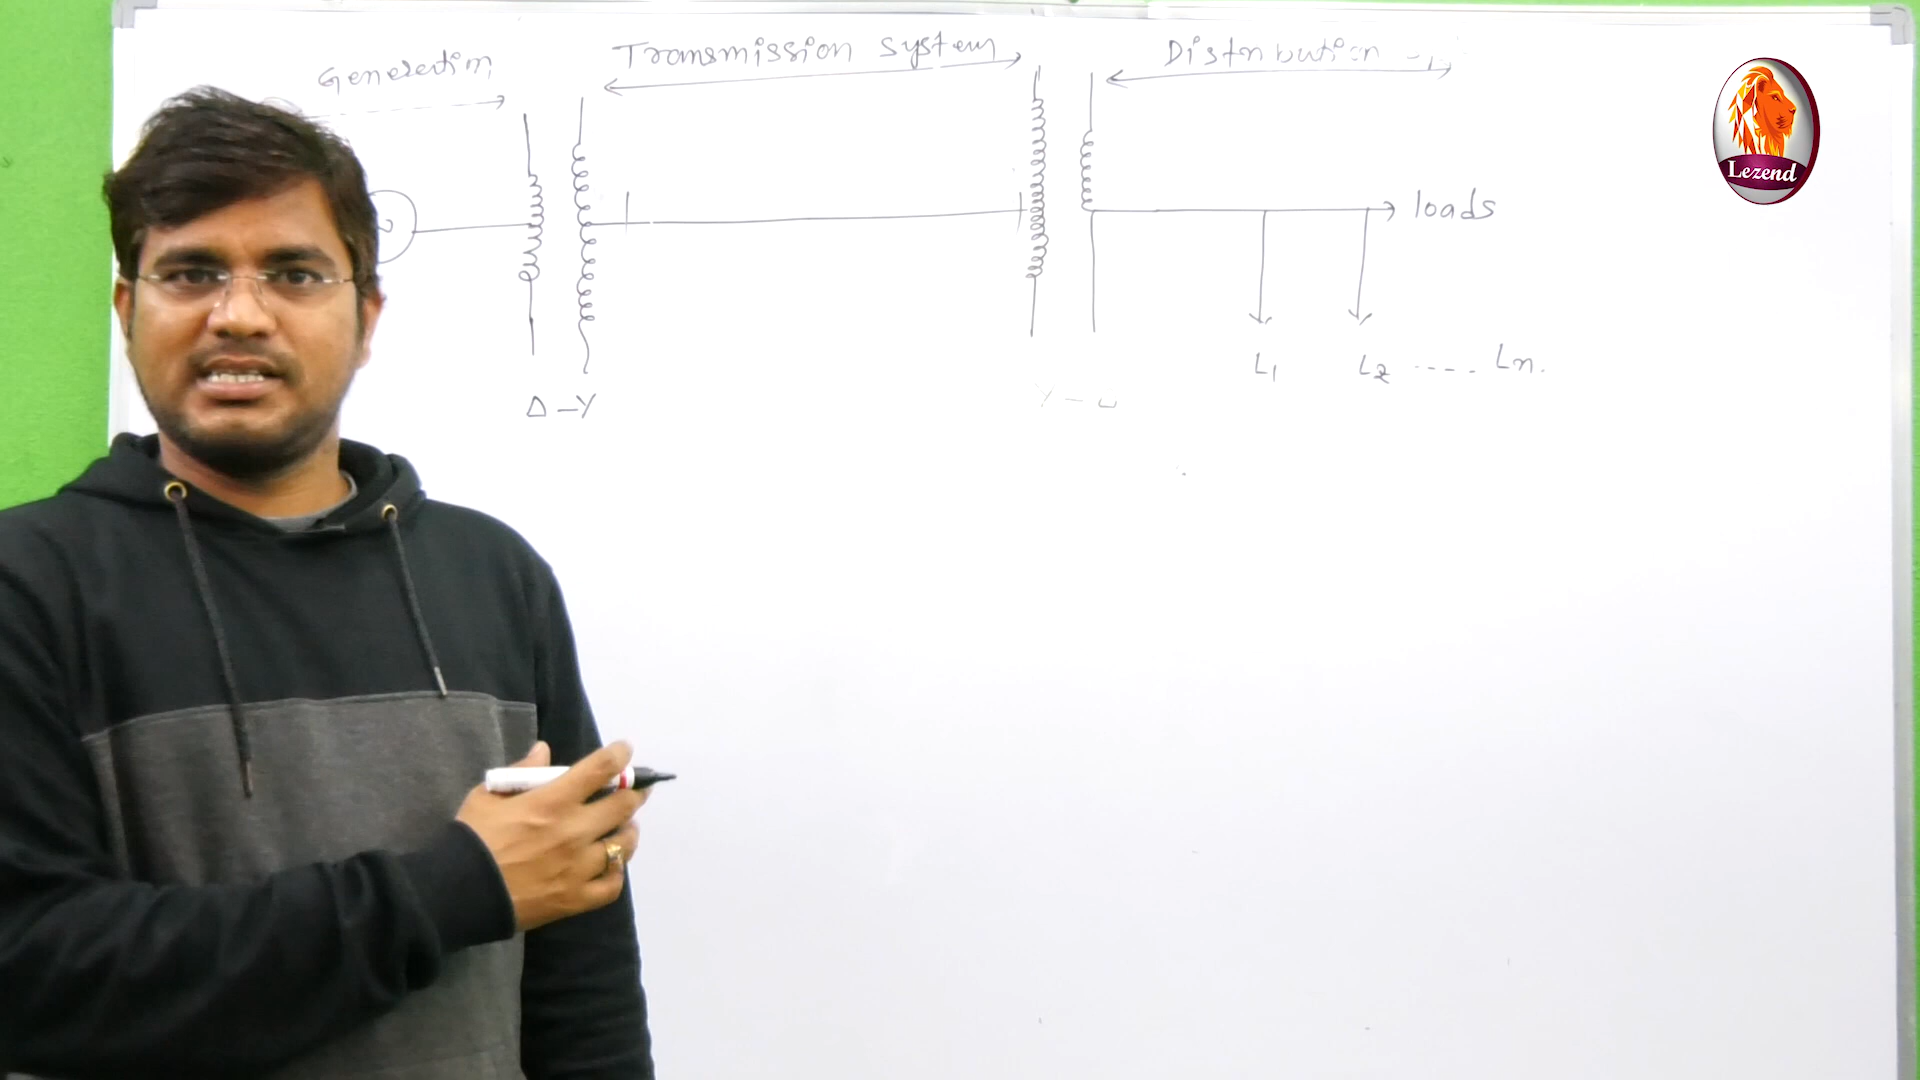 Generation
Transmission System
Distribution
Lezend
loads
L1 L2 ---- Ln.
Δ-Y
Y-